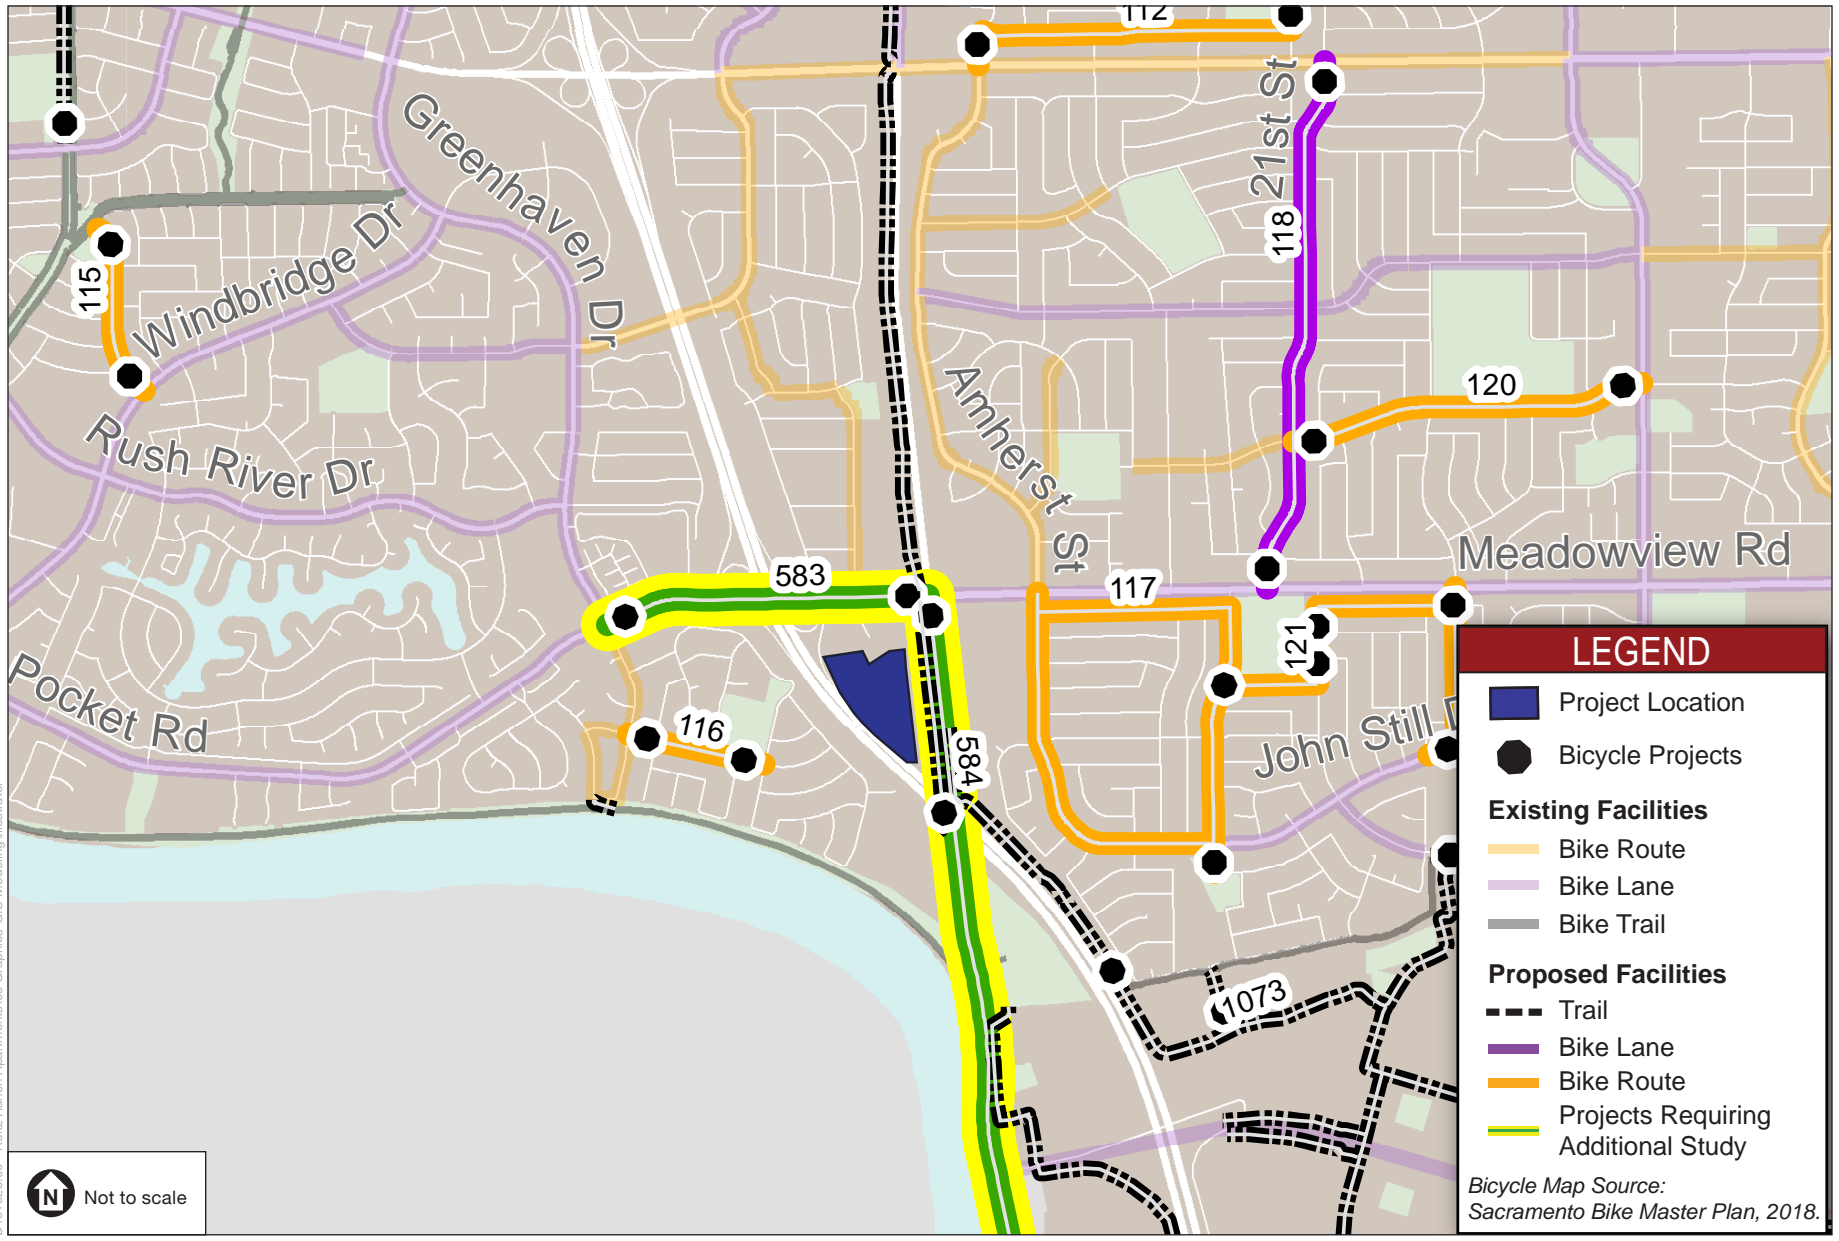 112
Greenhaven Dr
21st St
118
115
Windbridge Dr
120
Amherst St
Rush River Dr
Meadowview Rd
583
117
121
Pocket Rd
116
584
John Still
1073
LEGEND
Project Location
Bicycle Projects
Existing Facilities
Bike Route
Bike Lane
Bike Trail
Proposed Facilities
Trail
Bike Lane
Bike Route
Projects Requiring
Additional Study
Bicycle Map Source:
Sacramento Bike Master Plan, 2018.
N
Not to scale